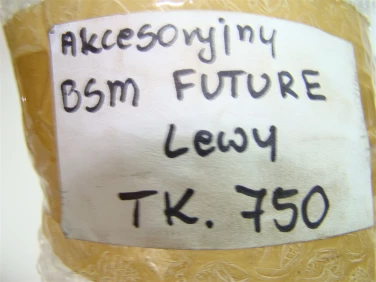 Akcesoryjny
BSM FUTURE
Lewy
TK. 750